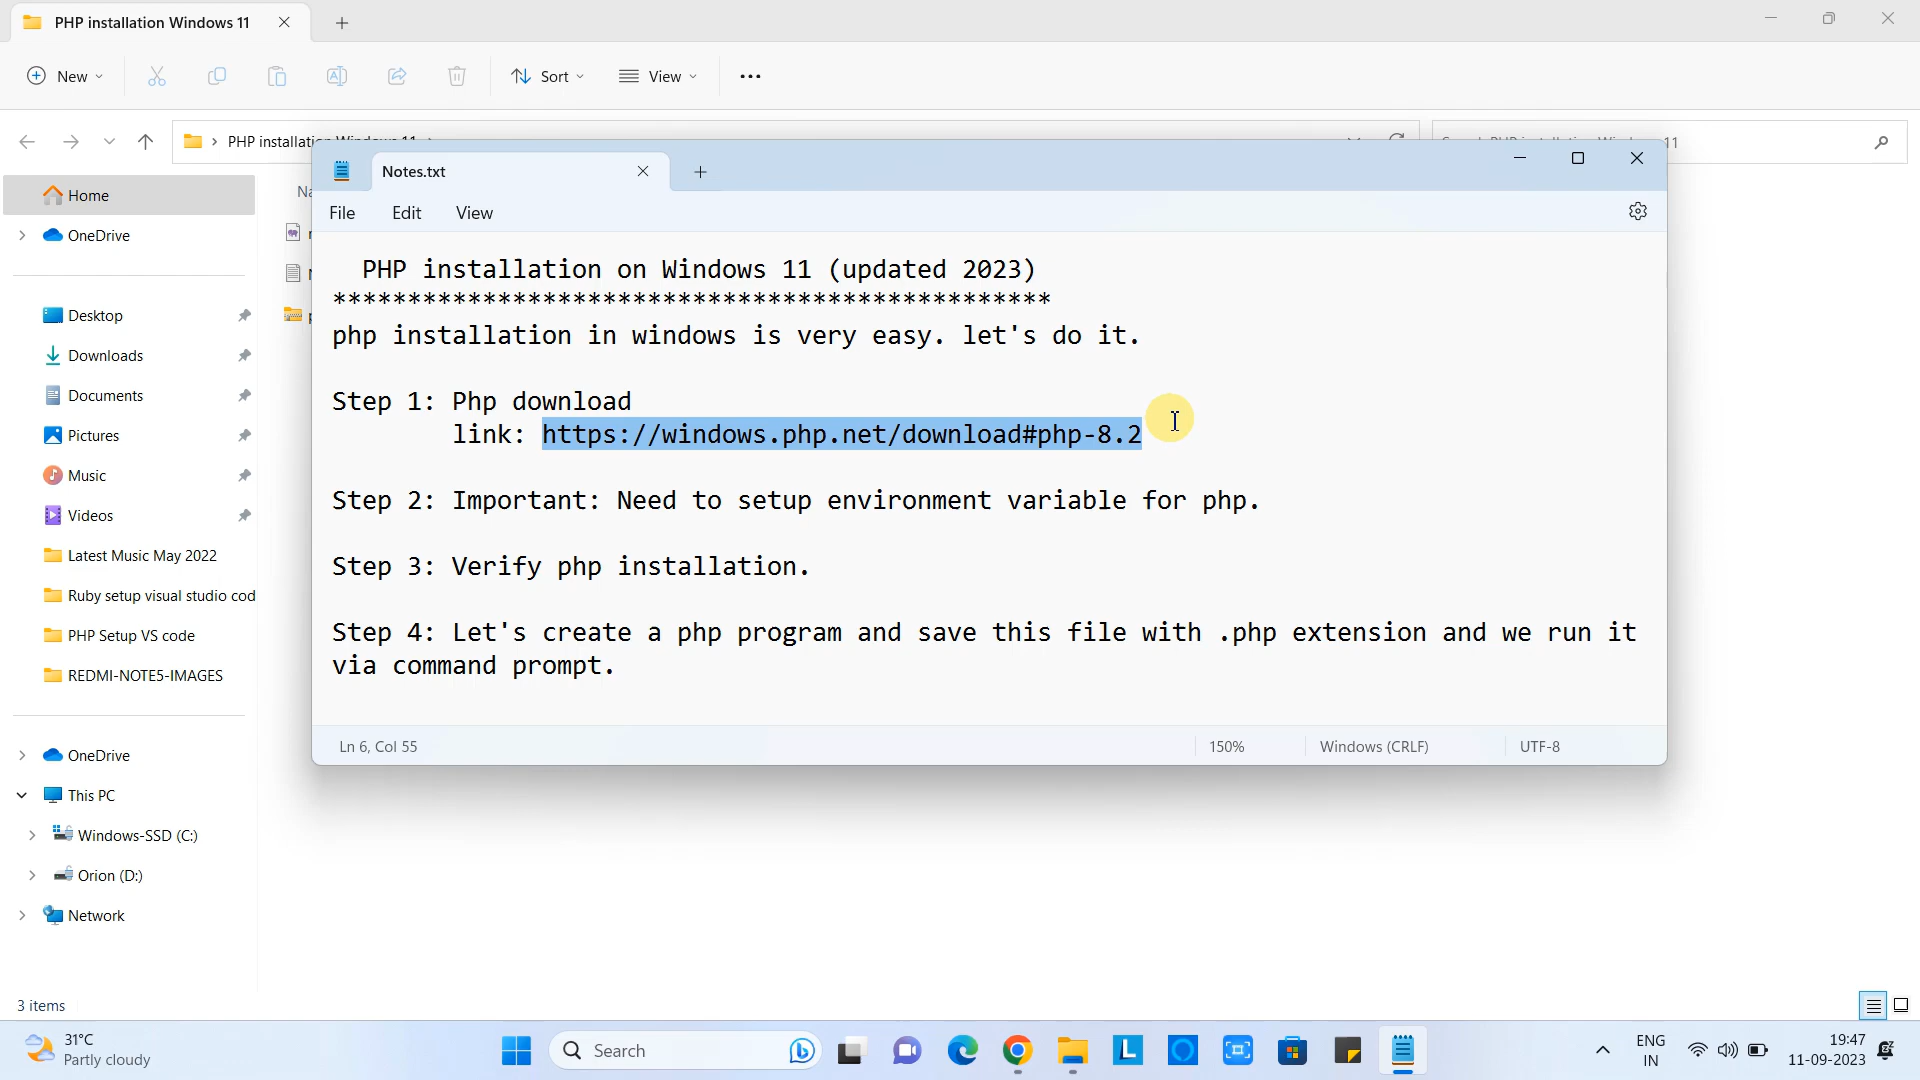 PHP installation Windows 11
New
Sort
View
PHP installation Windows 11
Notes.txt
File
Edit
View
PHP installation on Windows 11 (updated 2023)
************************************************
php installation in windows is very easy. let's do it.
Step 1: Php download
link: https://windows.php.net/download#php-8.2
Step 2: Important: Need to setup environment variable for php.
Step 3: Verify php installation.
Step 4: Let's create a php program and save this file with .php extension and we run it
via command prompt.
Ln 6, Col 55
150%
Windows (CRLF)
UTF-8
Home
OneDrive
Desktop
Downloads
Documents
Pictures
Music
Videos
Latest Music May 2022
Ruby setup visual studio cod
PHP Setup VS code
REDMI-NOTE5-IMAGES
OneDrive
This PC
Windows-SSD (C:)
Orion (D:)
Network
3 items
31°C
Partly cloudy
Search
ENG
IN
19:47
11-09-2023